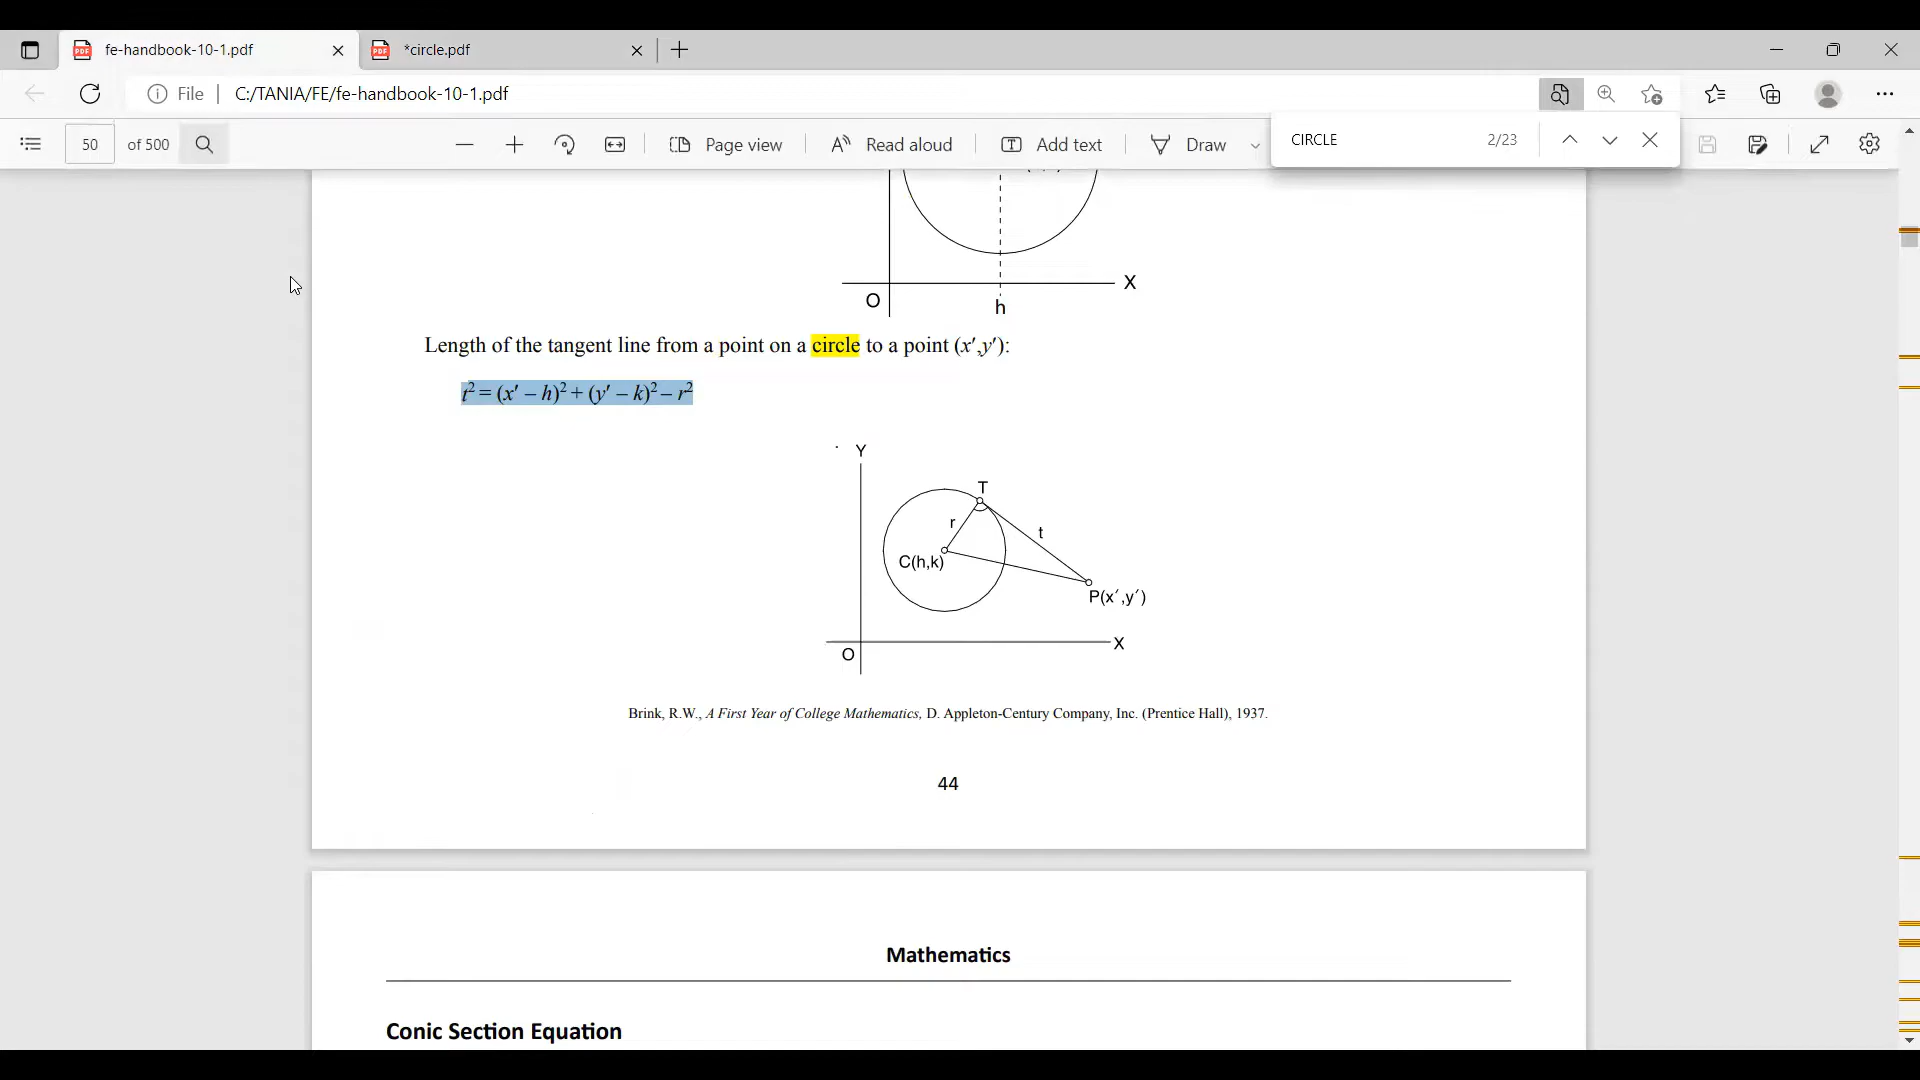 fe-handbook-10-1.pdf
*circle.pdf
File
C:/TANIA/FE/fe-handbook-10-1.pdf
50 of 500
Page view
Read aloud
Add text
Draw
CIRCLE 2/23
X
O
h
Length of the tangent line from a point on a circle to a point (x′,y′):
t² = (x′ – h)² + (y′ – k)² – r²
Y
T
r
t
C(h,k)
P(x′,y′)
X
O
Brink, R.W., A First Year of College Mathematics, D. Appleton-Century Company, Inc. (Prentice Hall), 1937.
44
Mathematics
Conic Section Equation